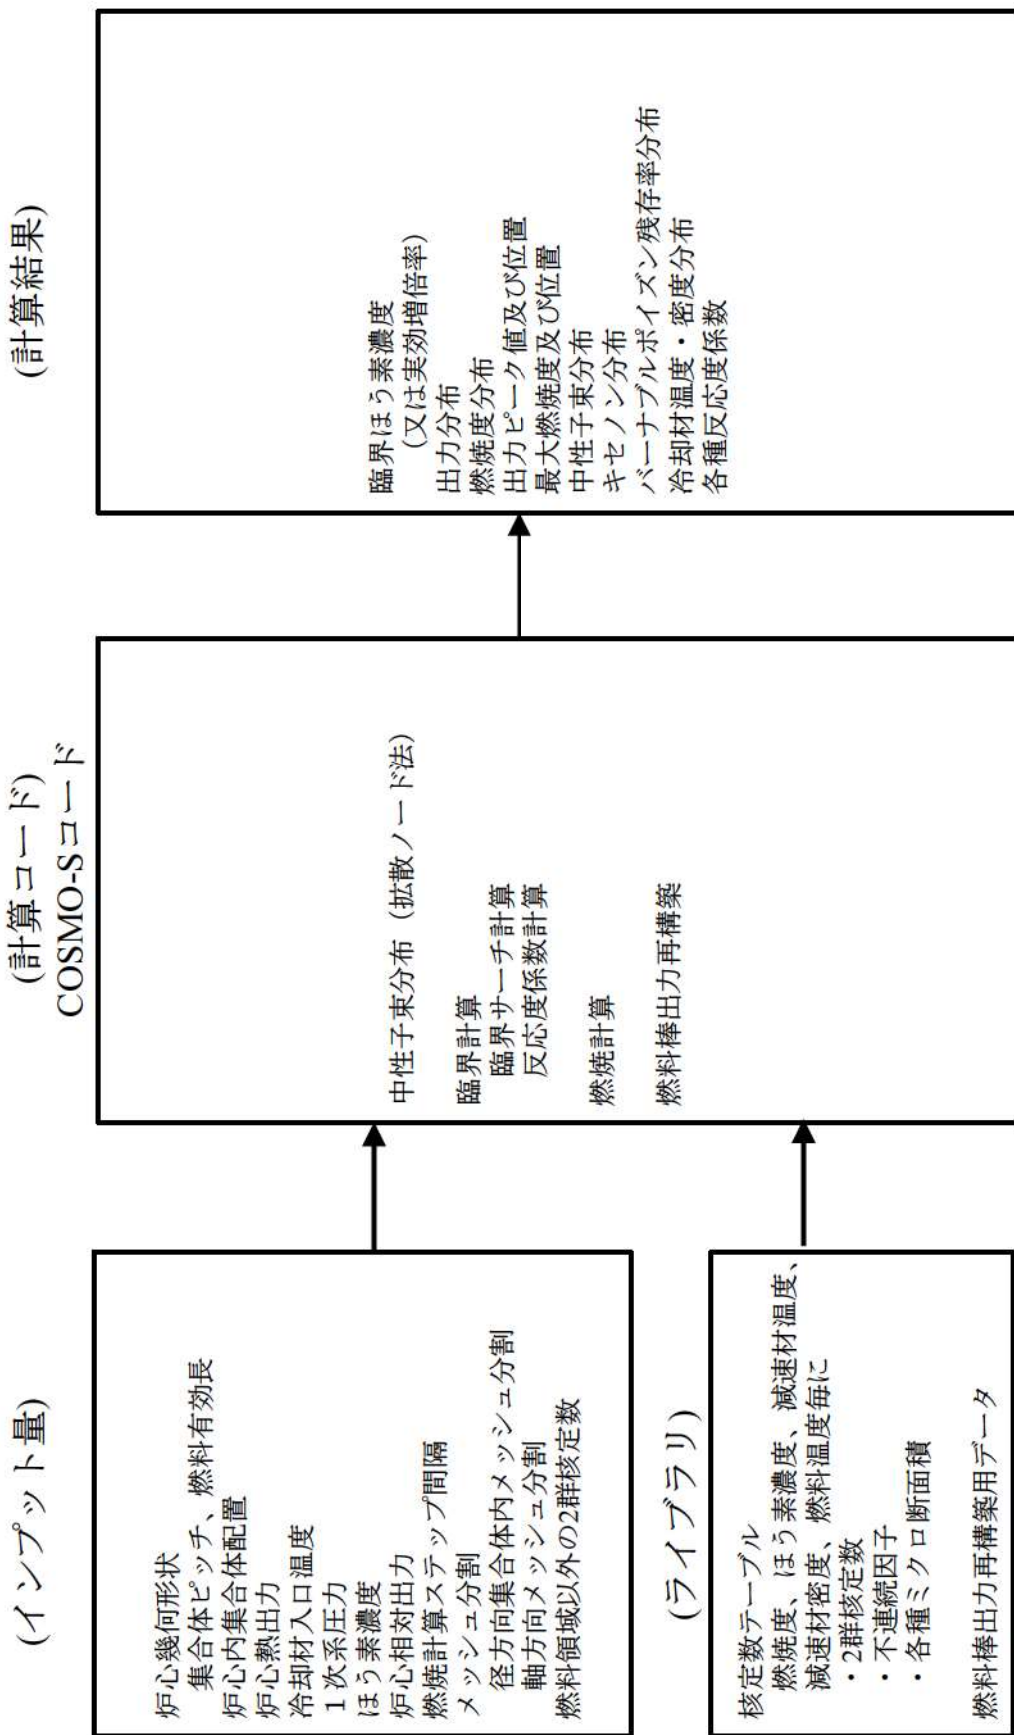 (インプット量)
炉心幾何形状
集合体ピッチ、燃料有効長
炉心内集合体配置
炉心熱出力
冷却材入口温度
1次系圧力
ほう素濃度
炉心相対出力
燃焼計算ステップ間隔
メッシュ分割
径方向集合体内メッシュ分割
軸方向メッシュ分割
燃料領域以外の2群核定数
(ライブラリ)
核定数テーブル
燃焼度、ほう素濃度、減速材温度、
減速材密度、燃料温度毎に
・2群核定数
・不連続因子
・各種ミクロ断面積
燃料棒出力再構築用データ
(計算コード)
COSMO-Sコード
中性子束分布（拡散ノード法）
臨界計算
臨界サーチ計算
反応度係数計算
燃焼計算
燃料棒出力再構築
(計算結果)
臨界ほう素濃度
(又は実効増倍率)
出力分布
燃焼度分布
出力ピーク値及び位置
最大燃焼度及び位置
中性子束分布
キセノン分布
バーナブルポイズン残存率分布
冷却材温度・密度分布
各種反応度係数